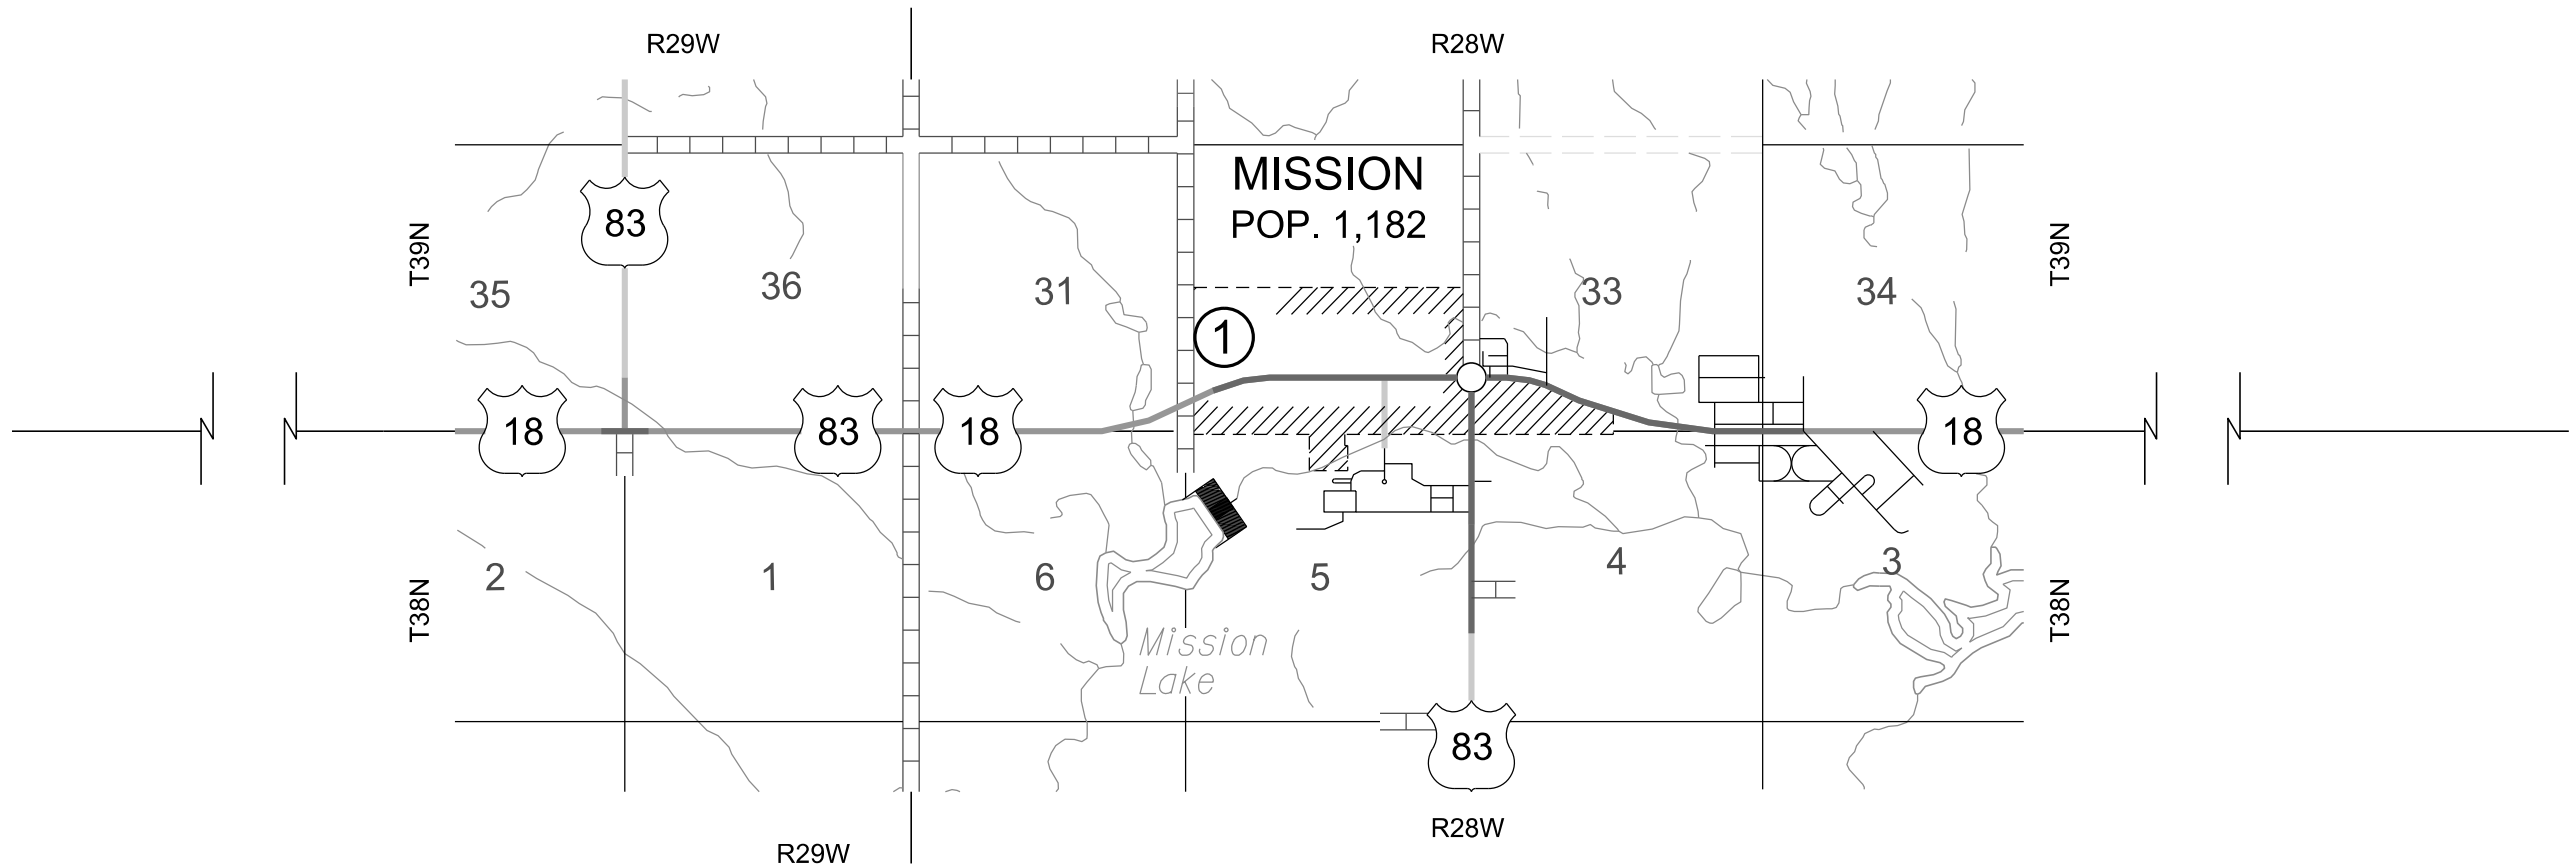 R29W
R28W
MISSION
POP. 1,182
83
T39N
T39N
35
36
31
33
34
1
18
83
18
18
2
1
6
5
4
3
T38N
T38N
Mission
Lake
83
R28W
R29W
N
N
N
N